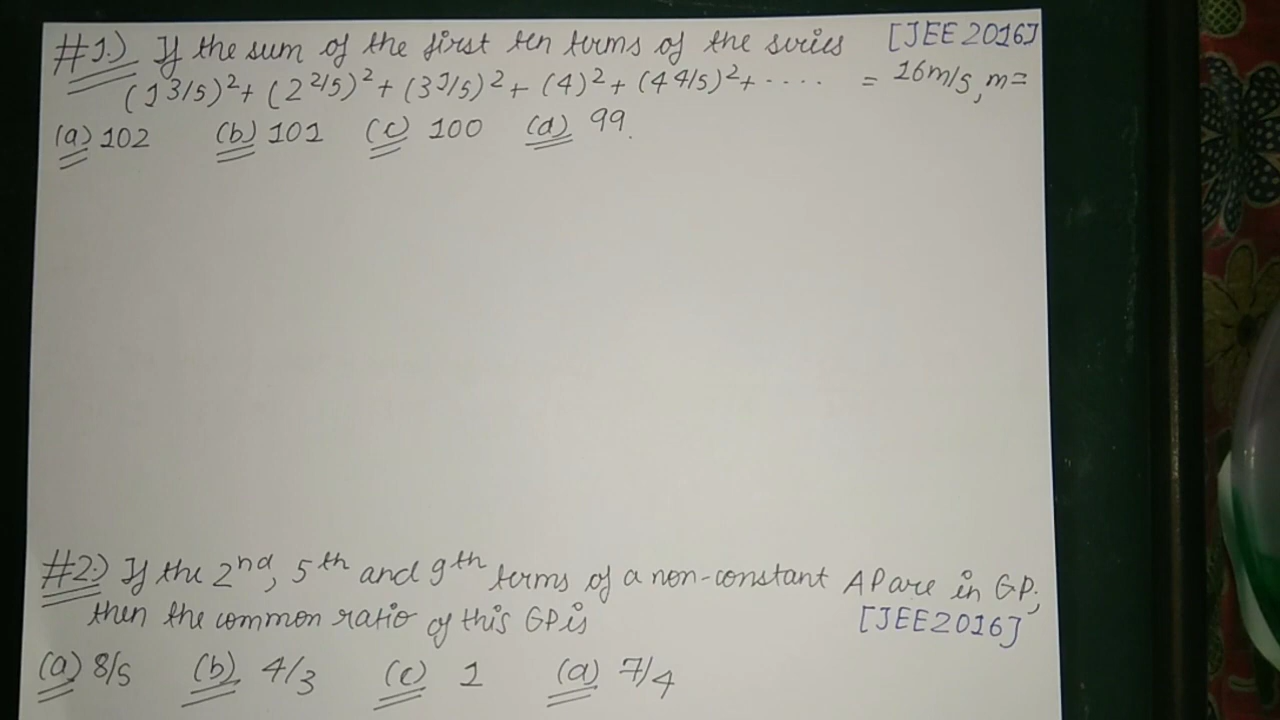 #1.) If the sum of the first ten terms of the series [JEE 2016]
(1 3/5)² + (2 2/5)² + (3 1/5)² + (4)² + (4 4/5)² + ---- = 16m/5, m=
(a) 102 (b) 101 (c) 100 (d) 99.
#2.) If the 2nd, 5th and 9th terms of a non-constant AP are in GP,
then the common ratio of this GP is [JEE2016]
(a) 8/5 (b) 4/3 (c) 1 (d) 7/4